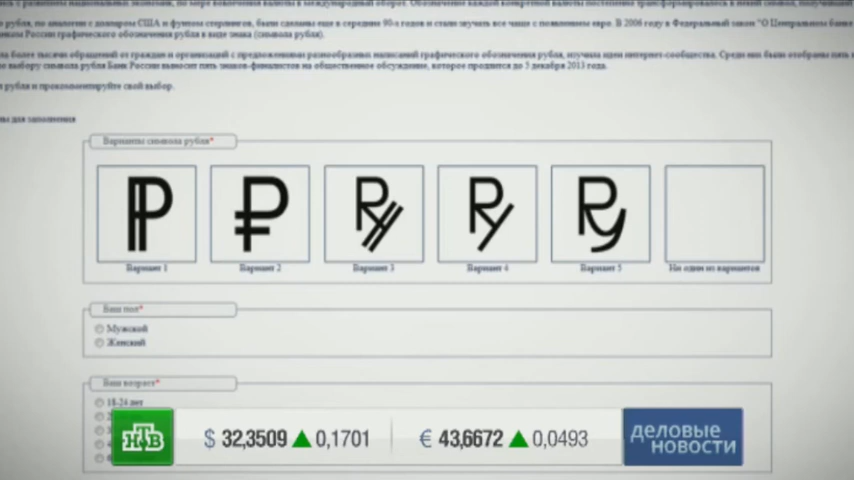 рубля, по аналогии с долларом США и фунтом стерлингов, были сделаны еще в середине 90-х годов и стали звучать все чаще с появлением евро. В 2006 году в Федеральный закон "О Центральном банке
России графического обозначения рубля в виде знака (символа рубля).
более тысячи обращений от граждан и организаций с предложениями разнообразных написаний графического обозначения рубля, изучила идеи интернет-сообщества. Среди них были отобраны пять
выбору символа рубля Банк России выносит пять знаков-финалистов на общественное обсуждение, которое продлится до 5 декабря 2013 года.
рубля и прокомментируйте свой выбор.
для заполнения
Варианты символа рубля*
Вариант 1 Вариант 2 Вариант 3 Вариант 4 Вариант 5 Ни один из вариантов
Ваш пол*
Мужской
Женский
Ваш возраст*
18-24 лет
НТВ
$ 32,3509 ▲ 0,1701 € 43,6672 ▲ 0,0493
деловые
новости